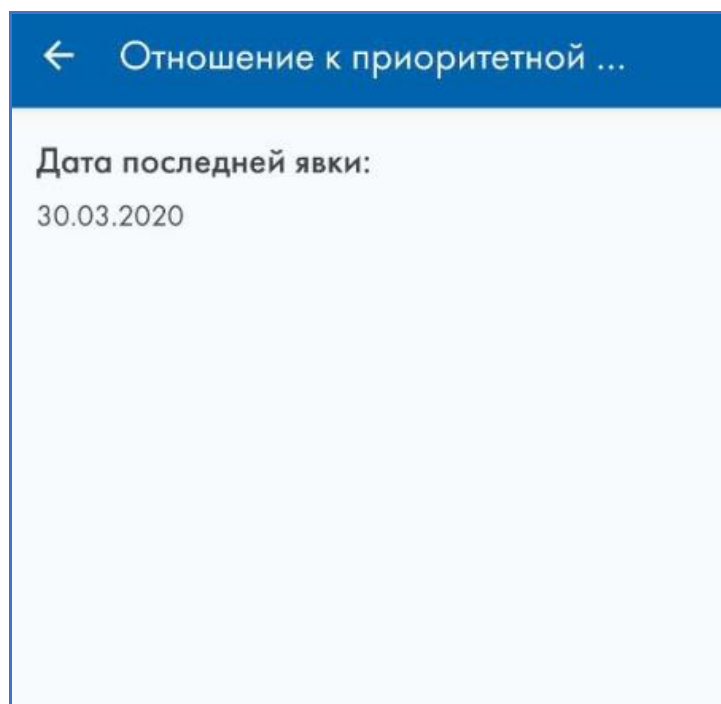 Отношение к приоритетной ...
Дата последней явки:
30.03.2020